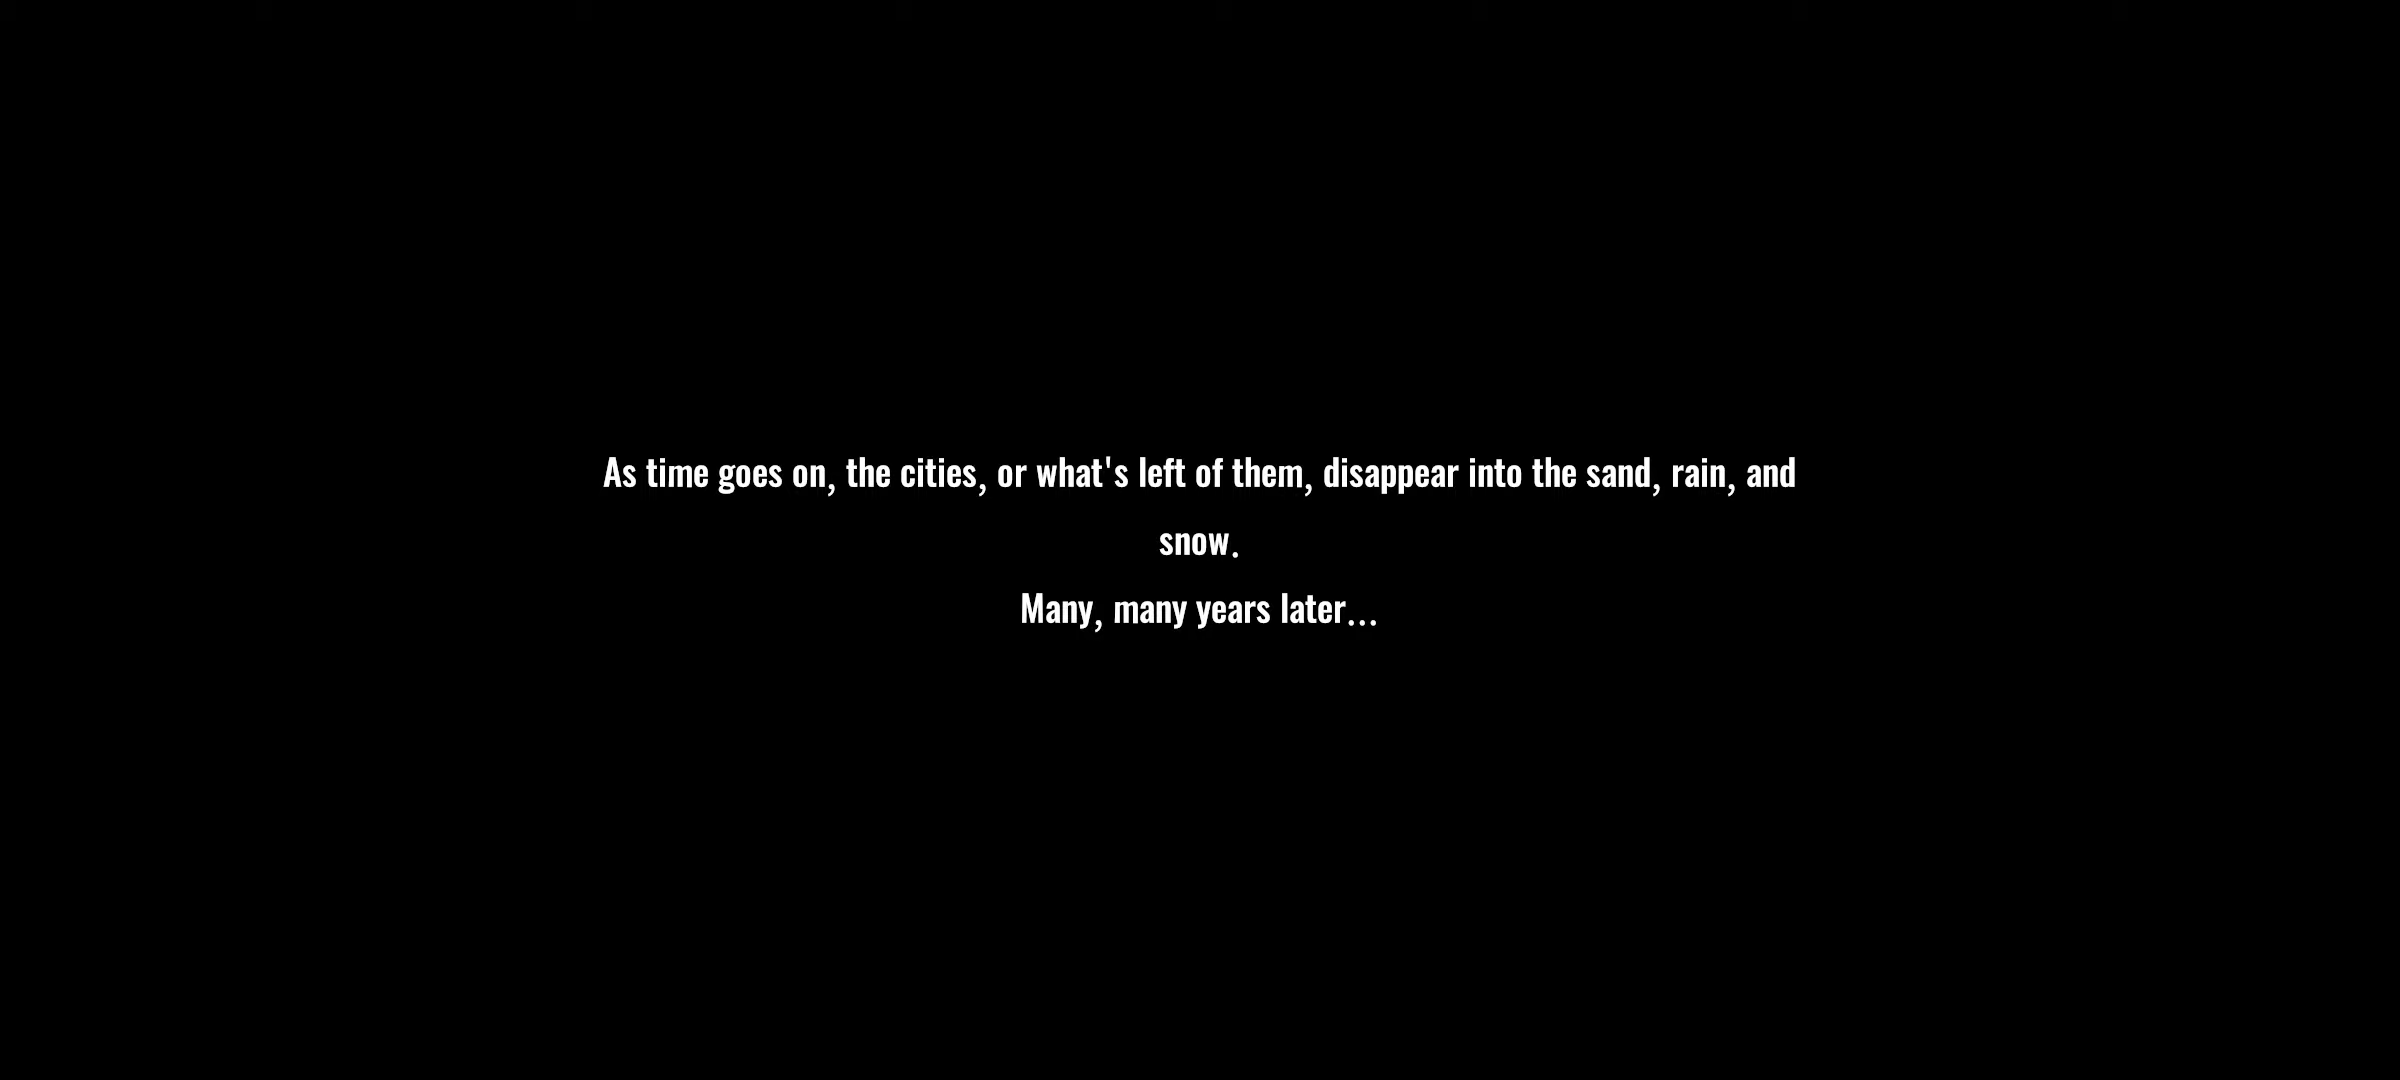 As time goes on, the cities, or what's left of them, disappear into the sand, rain, and
snow.
Many, many years later...